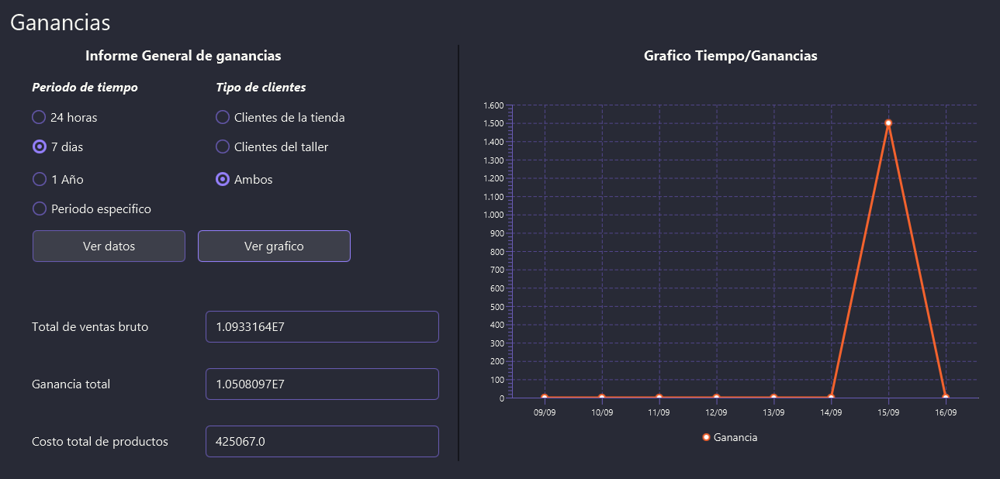 Ganancias
Informe General de ganancias
Periodo de tiempo
Tipo de clientes
24 horas
Clientes de la tienda
7 dias
Clientes del taller
1 Año
Ambos
Periodo especifico
Ver datos
Ver grafico
Total de ventas bruto
1.0933164E7
Ganancia total
1.0508097E7
Costo total de productos
425067.0
Grafico Tiempo/Ganancias
1.600
1.500
1.400
1.300
1.200
1.100
1.000
900
800
700
600
500
400
300
200
100
0
09/09 10/09 11/09 12/09 13/09 14/09 15/09 16/09
Ganancia